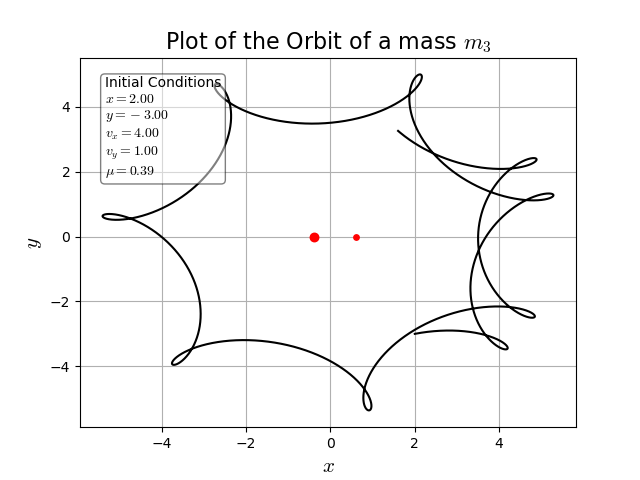 Plot of the Orbit of a mass m₃
Initial Conditions
x = 2.00
y = −3.00
vₓ = 4.00
v_y = 1.00
μ = 0.39
4
2
0
−2
−4
y
−4
−2
0
2
4
x